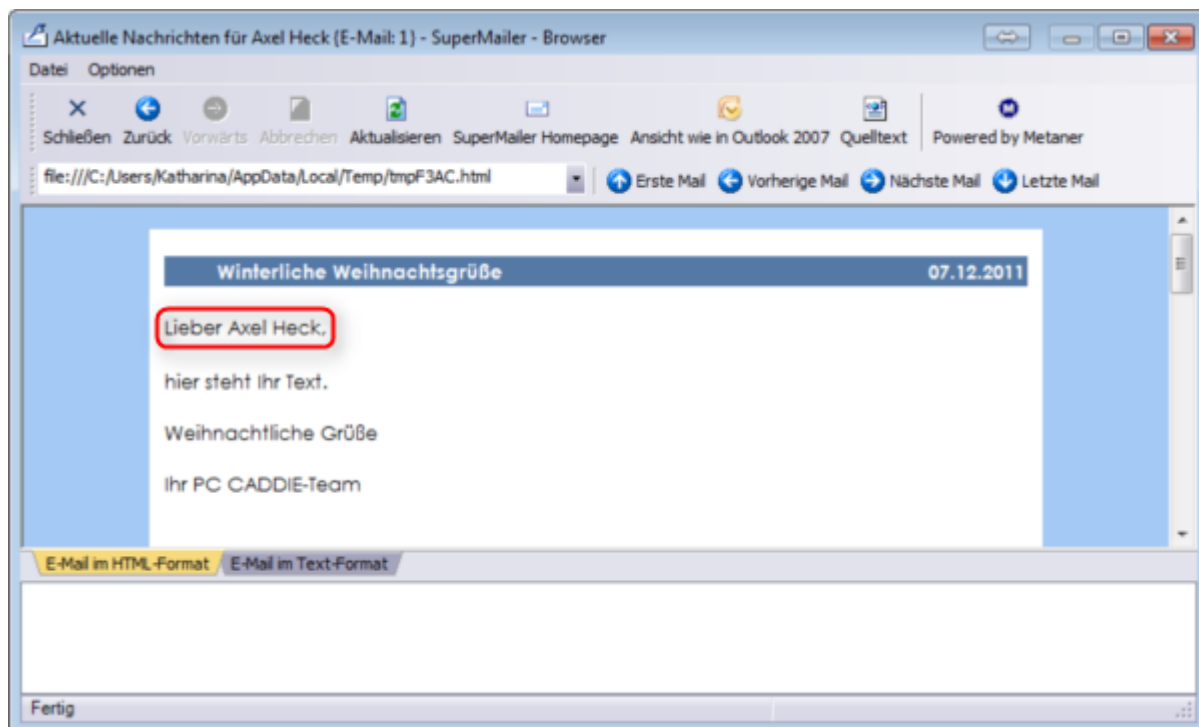 Aktuelle Nachrichten für Axel Heck (E-Mail: 1) - SuperMailer - Browser
Datei Optionen
Schließen Zurück Vorwärts Abbrechen Aktualisieren SuperMailer Homepage Ansicht wie in Outlook 2007 Quelltext Powered by Metaner
file:///C:/Users/Katharina/AppData/Local/Temp/tmpF3AC.html Erste Mail Vorherige Mail Nächste Mail Letzte Mail
Winterliche Weihnachtsgrüße 07.12.2011
Lieber Axel Heck,
hier steht Ihr Text.
Weihnachtliche Grüße
Ihr PC CADDIE-Team
E-Mail im HTML-Format E-Mail im Text-Format
Fertig